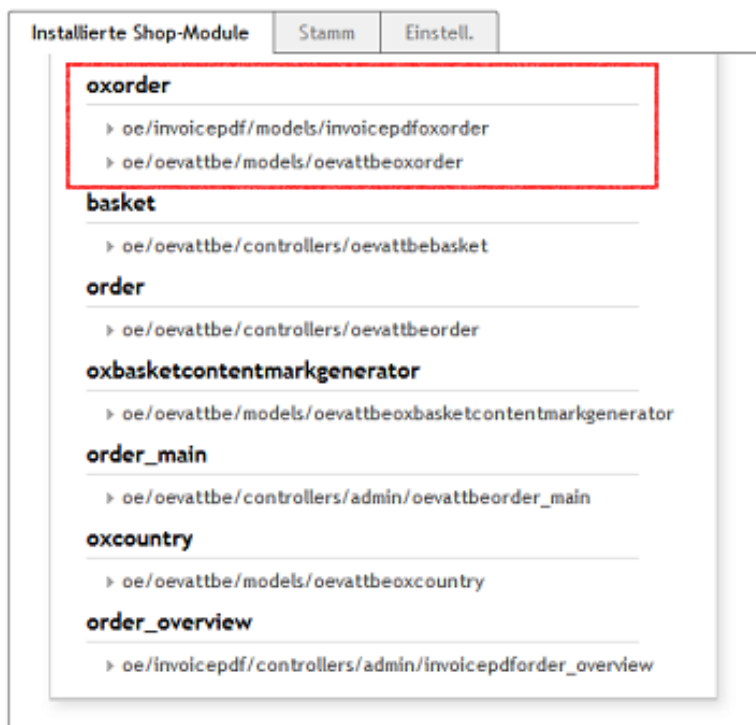 Installierte Shop-Module
Stamm
Einstell.
oxorder
oe/invoicepdf/models/invoicepdfoxorder
oe/oevattbe/models/oevattbeoxorder
basket
oe/oevattbe/controllers/oevattbebasket
order
oe/oevattbe/controllers/oevattbeorder
oxbasketcontentmarkgenerator
oe/oevattbe/models/oevattbeoxbasketcontentmarkgenerator
order_main
oe/oevattbe/controllers/admin/oevattbeorder_main
oxcountry
oe/oevattbe/models/oevattbeoxcountry
order_overview
oe/invoicepdf/controllers/admin/invoicepdforder_overview